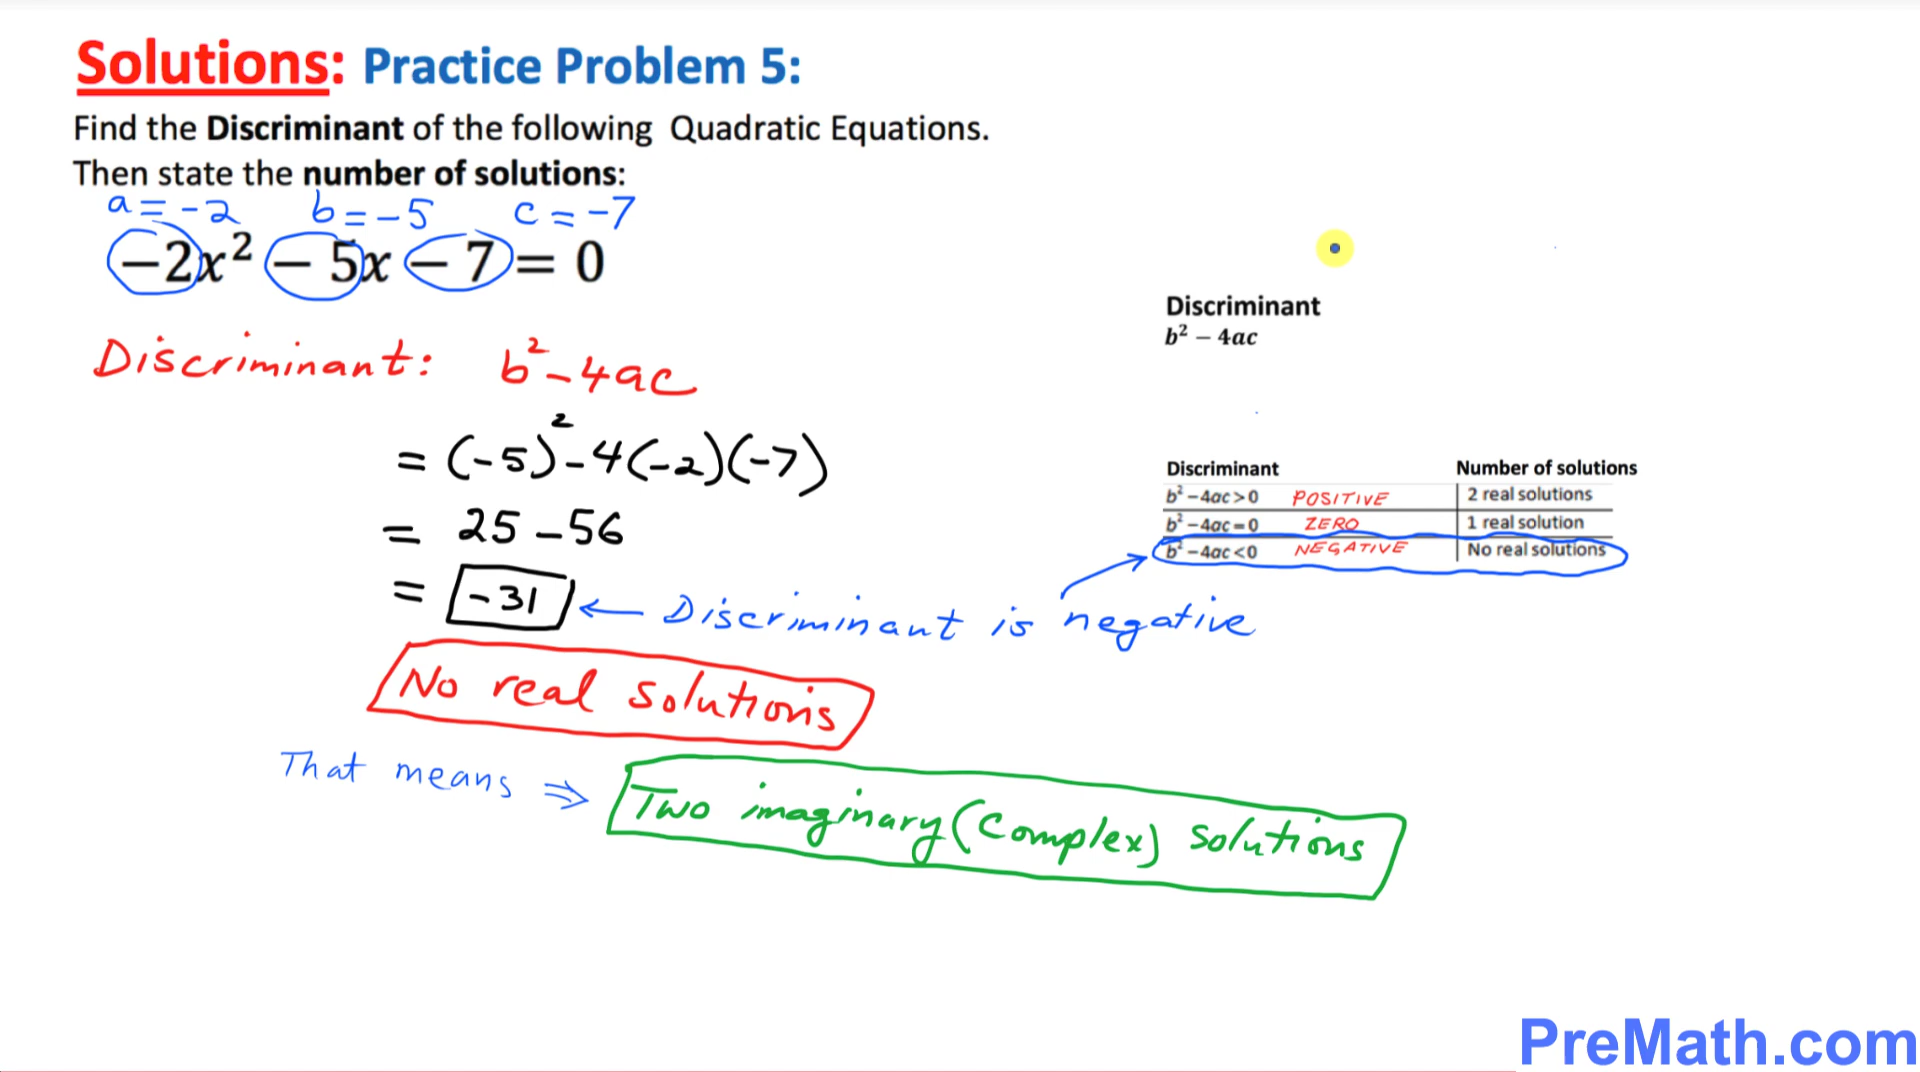 Solutions: Practice Problem 5:
Find the Discriminant of the following Quadratic Equations.
Then state the number of solutions:
a = -2 b = -5 c = -7
−2x² − 5x − 7 = 0
Discriminant: b² - 4ac
= (-5)² - 4(-2)(-7)
= 25 - 56
= -31 ← Discriminant is negative
No real solutions
That means ⇒ Two imaginary (Complex) solutions
Discriminant
b² − 4ac
Discriminant Number of solutions
b² − 4ac > 0 POSITIVE 2 real solutions
b² − 4ac = 0 ZERO 1 real solution
b² − 4ac < 0 NEGATIVE No real solutions
PreMath.com